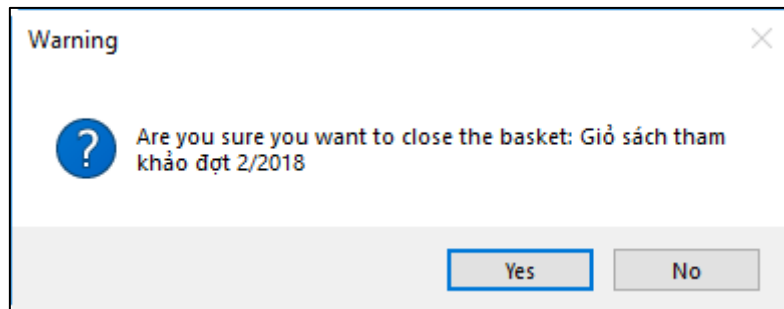 Warning
Are you sure you want to close the basket: Giỏ sách tham
khảo đợt 2/2018
Yes
No